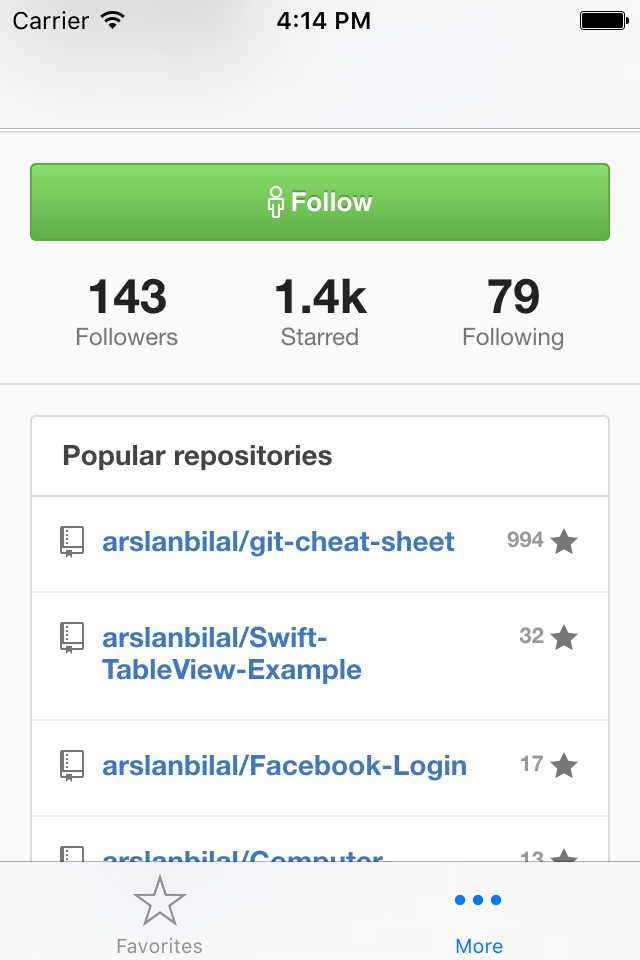 Carrier 4:14 PM
Follow
143 1.4k 79
Followers Starred Following
Popular repositories
arslanbilal/git-cheat-sheet 994
arslanbilal/Swift- 32
TableView-Example
arslanbilal/Facebook-Login 17
arslanbilal/Computer- 13
Favorites More